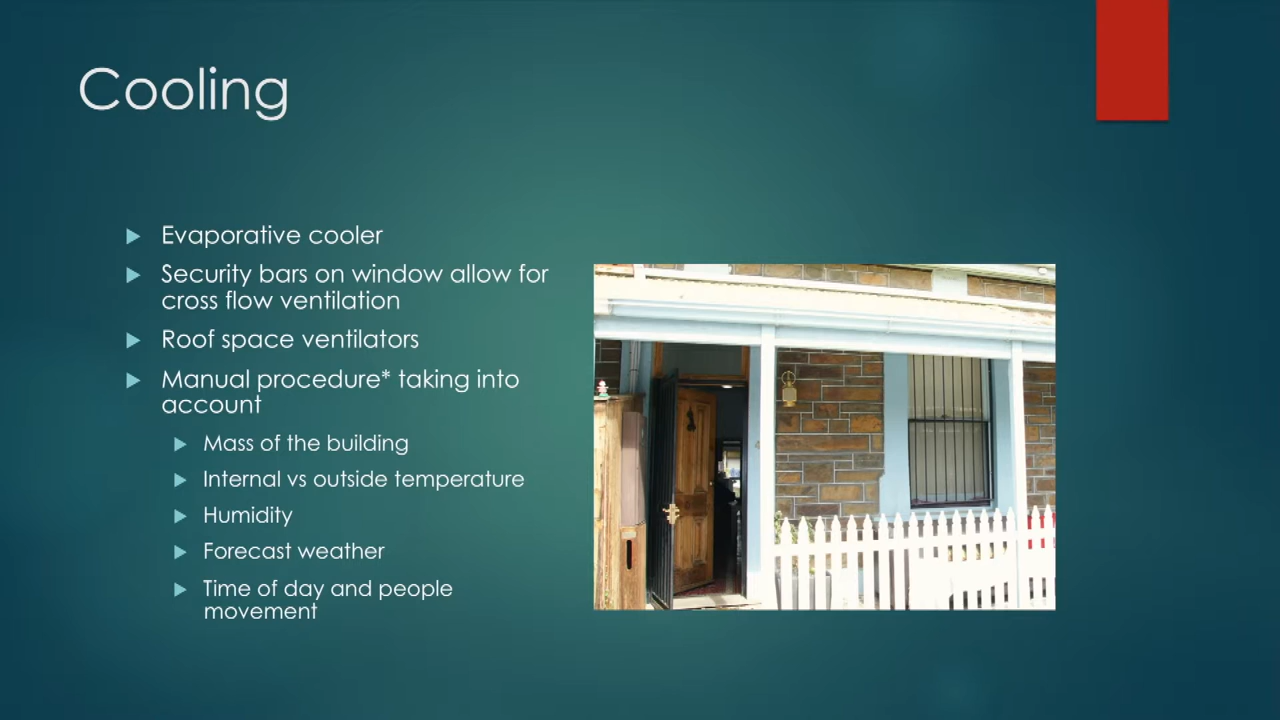 Cooling
Evaporative cooler
Security bars on window allow for
cross flow ventilation
Roof space ventilators
Manual procedure* taking into
account
Mass of the building
Internal vs outside temperature
Humidity
Forecast weather
Time of day and people
movement